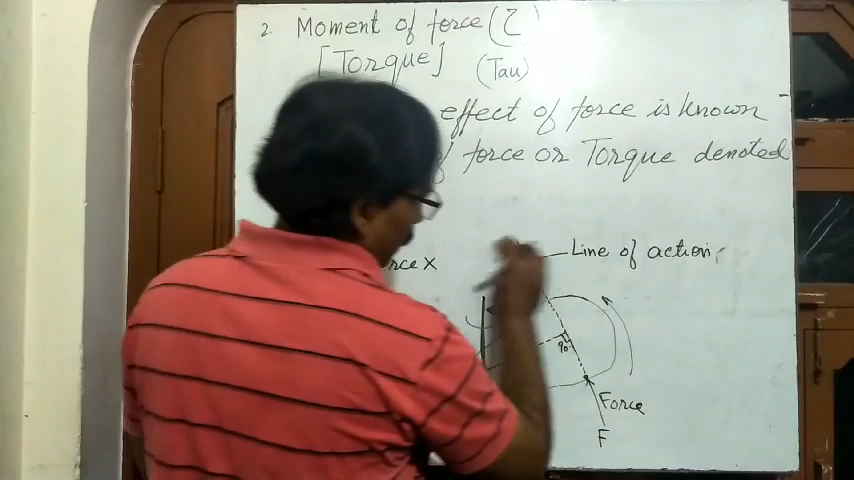 2. Moment of force (τ)
[Torque] (Tau)
effect of force is known
force or Torque denoted
Line of action
rce x
90
Force
F